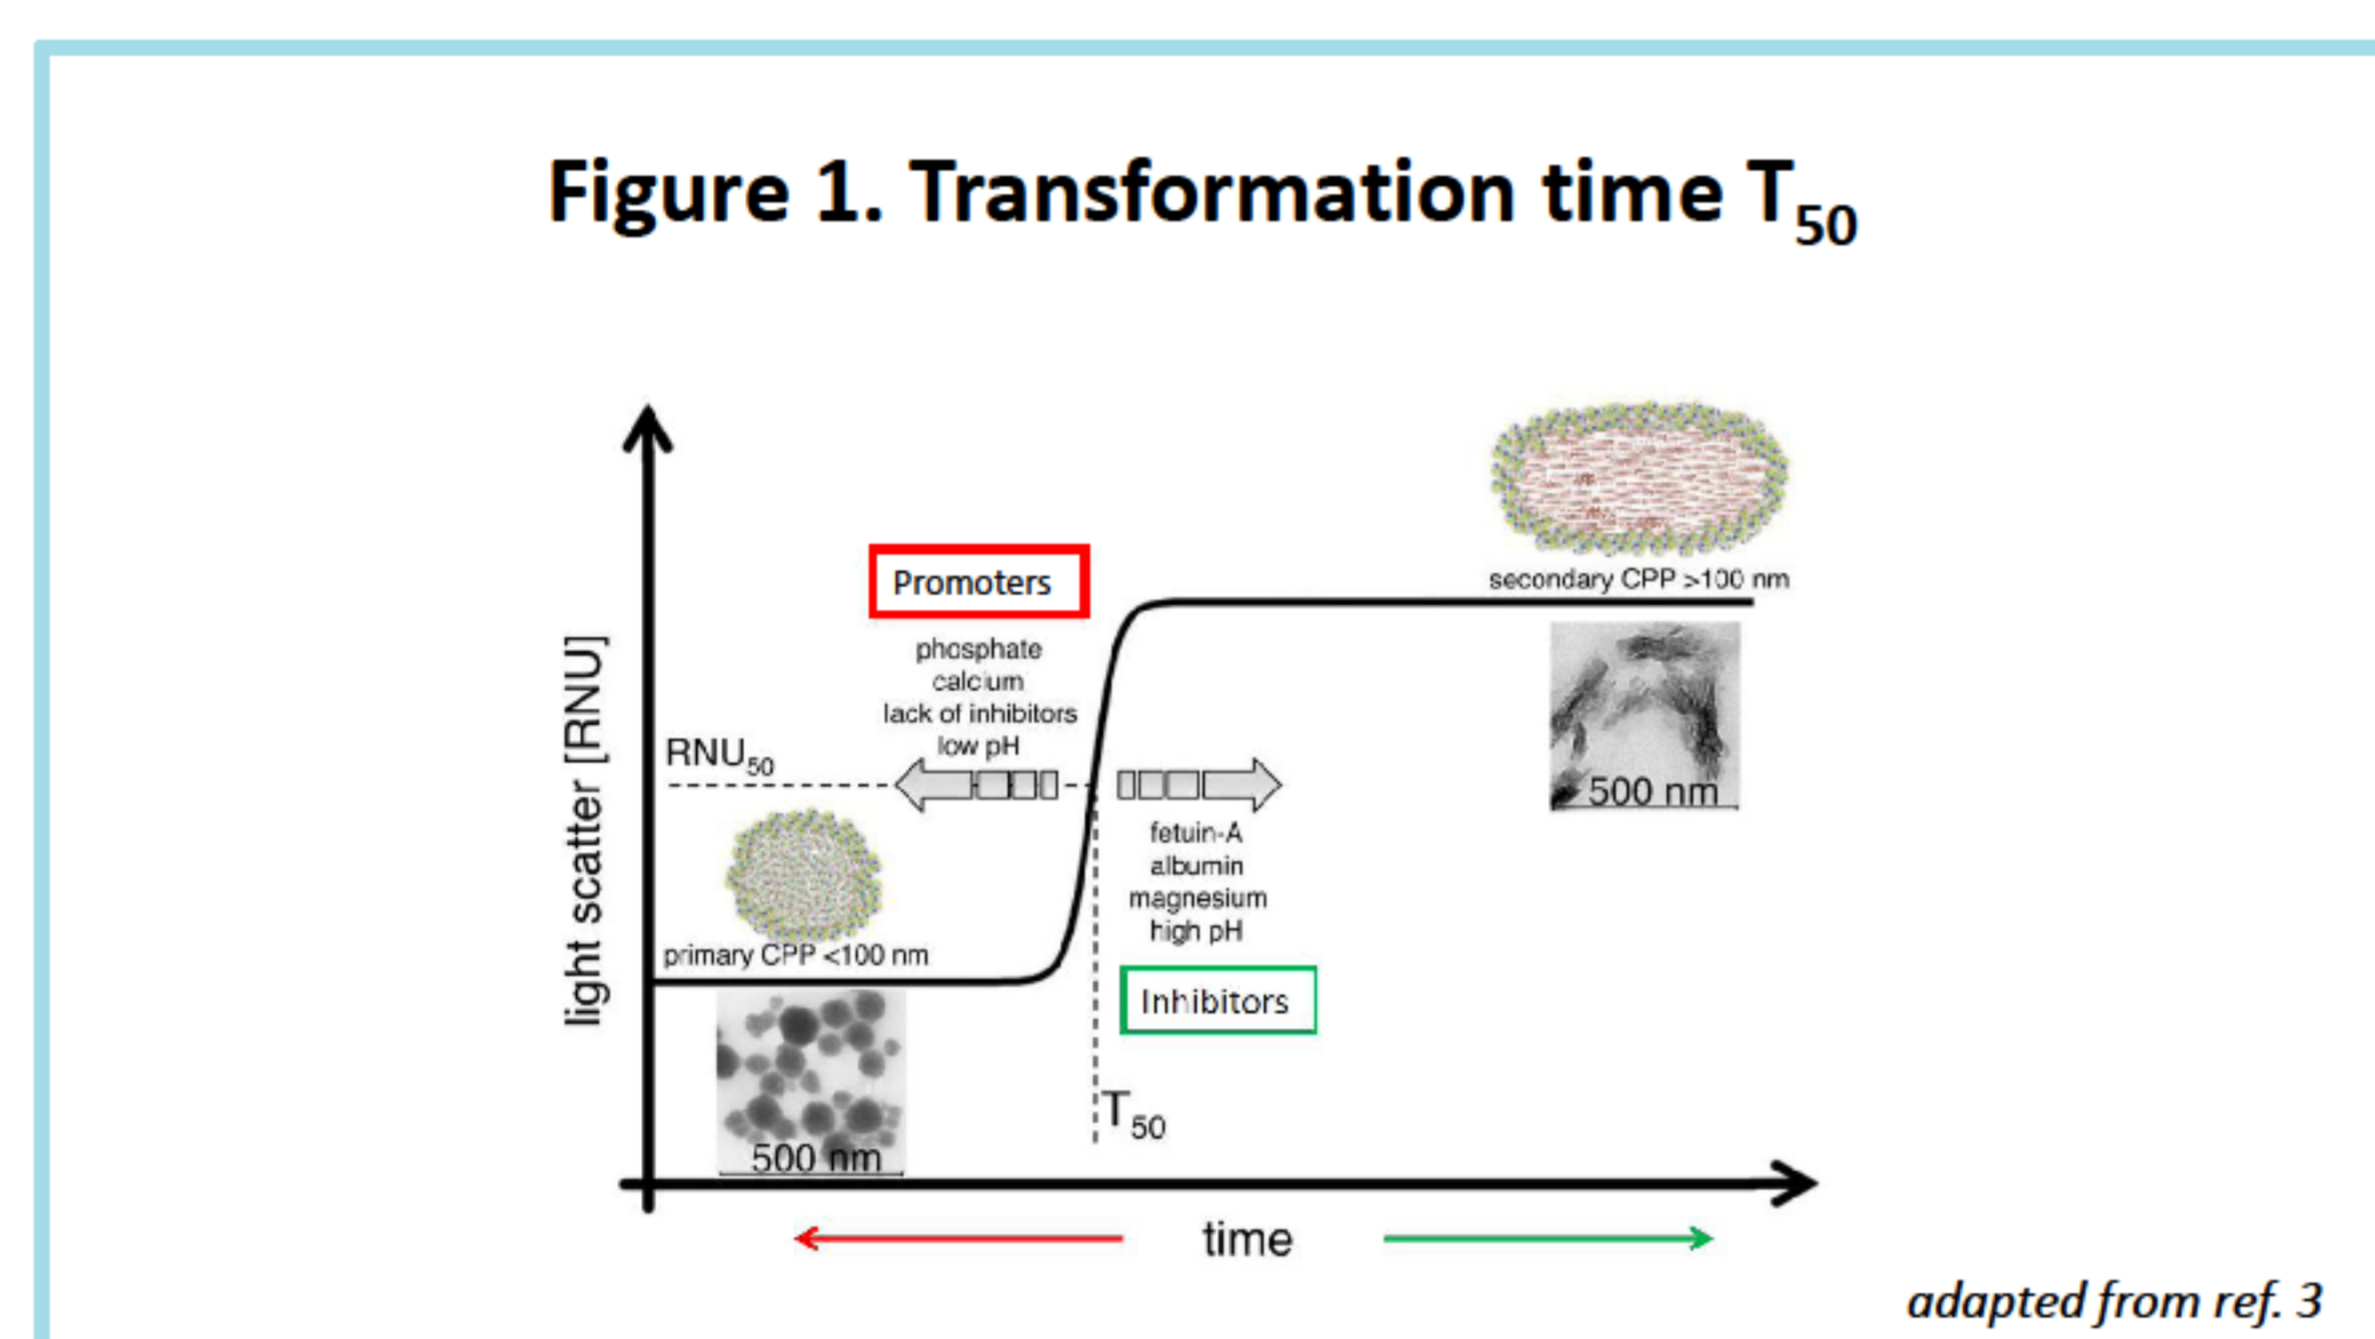 Figure 1. Transformation time T50
light scatter [RNU]
Promoters
phosphate
calcium
lack of inhibitors
low pH
RNU50
primary CPP <100 nm
500 nm
secondary CPP >100 nm
500 nm
fetuin-A
albumin
magnesium
high pH
Inhibitors
T50
time
adapted from ref. 3